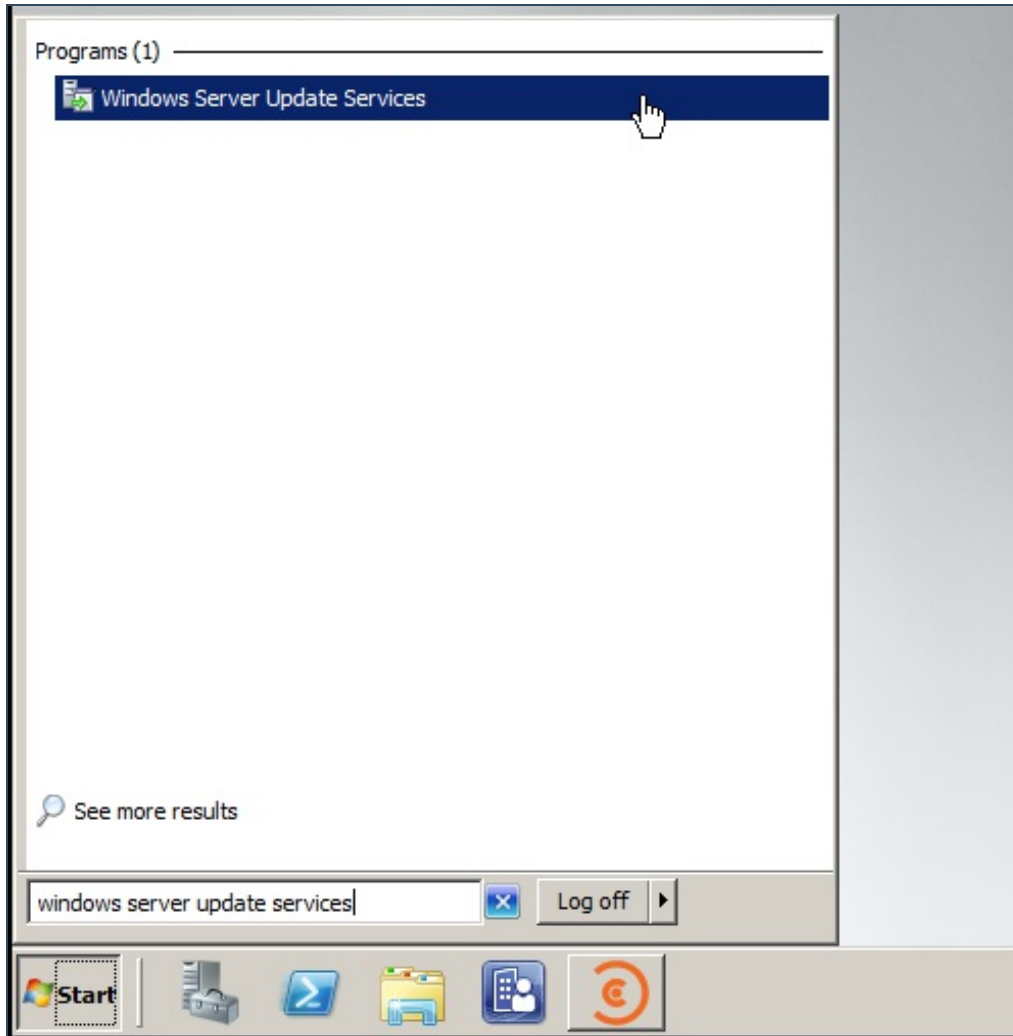 Programs (1)
Windows Server Update Services
See more results
windows server update services
Log off
Start